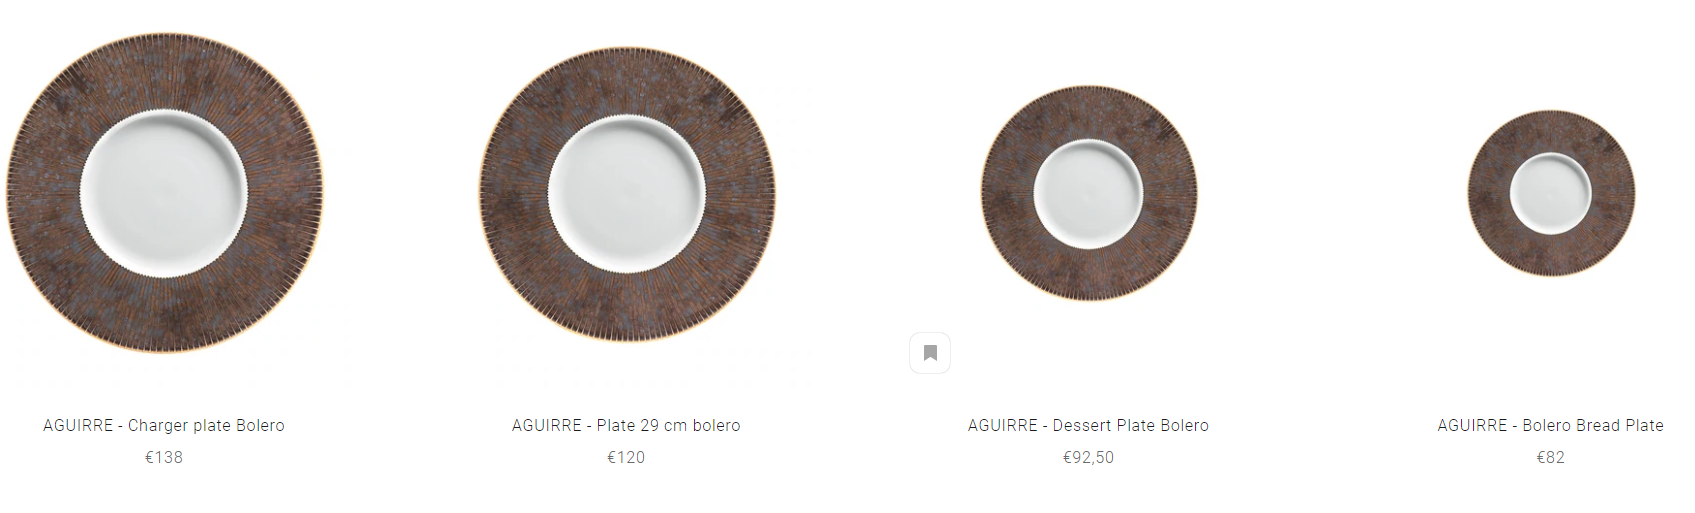 AGUIRRE - Charger plate Bolero
€138
AGUIRRE - Plate 29 cm bolero
€120
AGUIRRE - Dessert Plate Bolero
€92,50
AGUIRRE - Bolero Bread Plate
€82